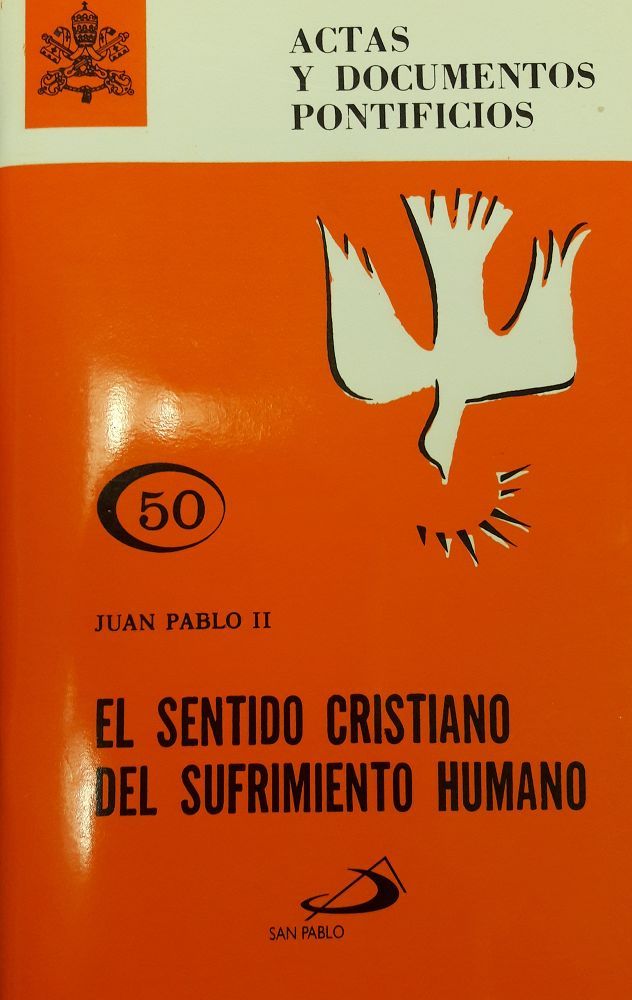 ACTAS
Y DOCUMENTOS
PONTIFICIOS
50
JUAN PABLO II
EL SENTIDO CRISTIANO
DEL SUFRIMIENTO HUMANO
SAN PABLO